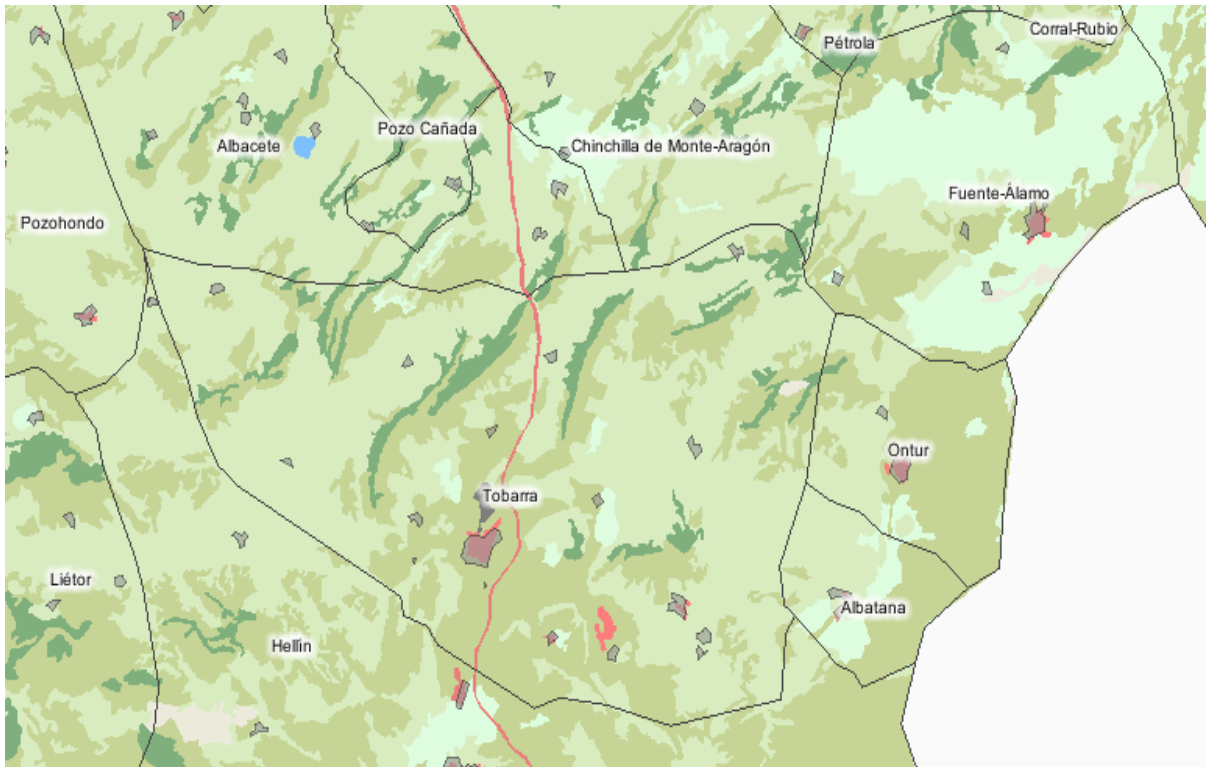 Corral-Rubio
Pétrola
Pozo Cañada
Albacete
Chinchilla de Monte-Aragón
Fuente-Álamo
Pozohondo
Ontur
Tobarra
Liétor
Albatana
Hellín